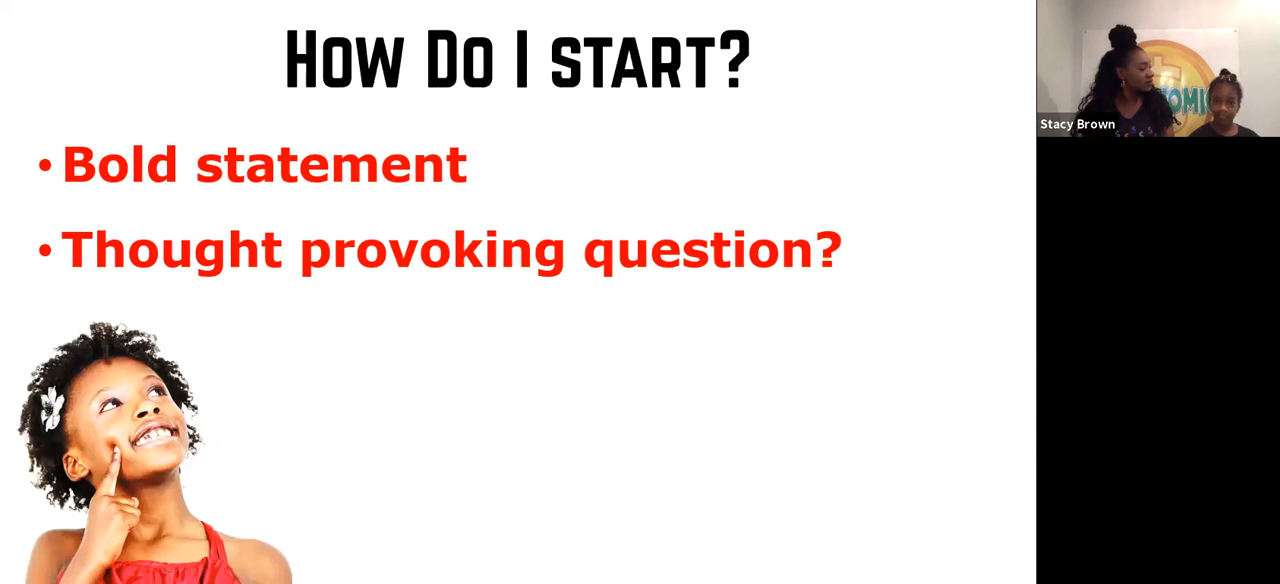 How Do I start?
• Bold statement
• Thought provoking question?
Stacy Brown